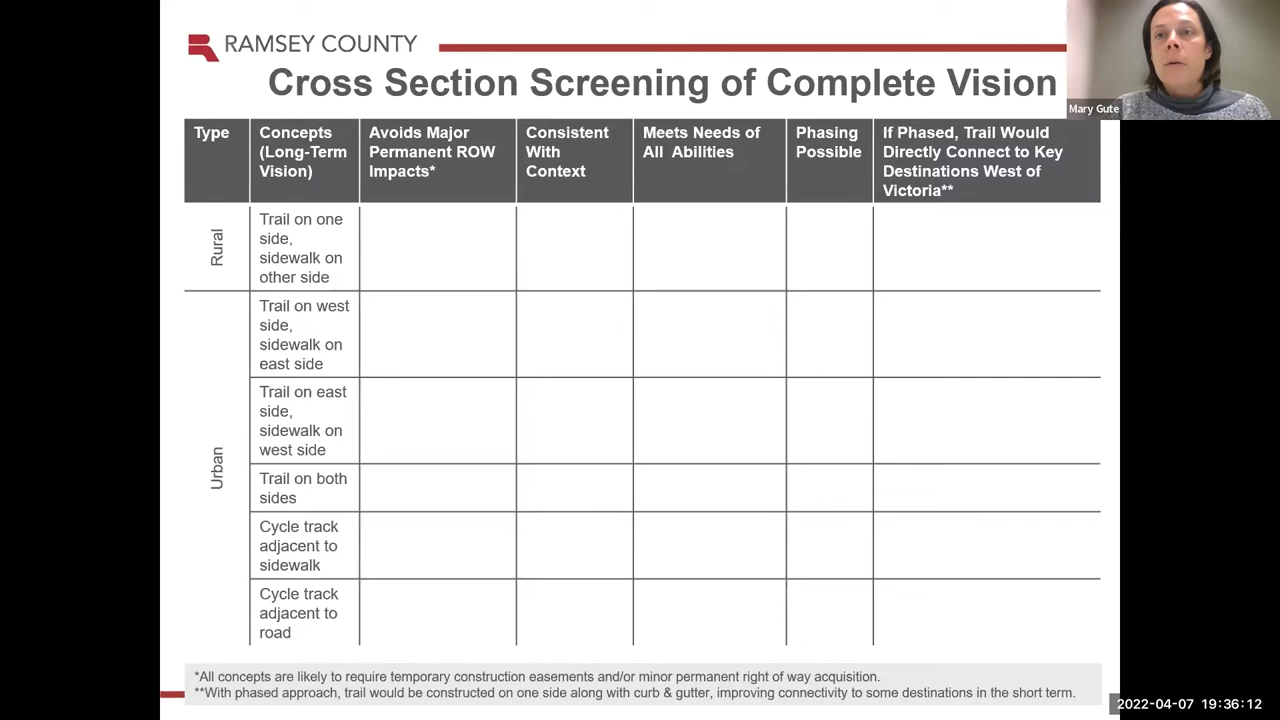 RAMSEY COUNTY
Cross Section Screening of Complete Vision
Mary Gute
Type
Concepts
(Long-Term
Vision)
Avoids Major
Permanent ROW
Impacts*
Consistent
With
Context
Meets Needs of
All Abilities
Phasing
Possible
If Phased, Trail Would
Directly Connect to Key
Destinations West of
Victoria**
Rural
Trail on one
side,
sidewalk on
other side
Urban
Trail on west
side,
sidewalk on
east side
Trail on east
side,
sidewalk on
west side
Trail on both
sides
Cycle track
adjacent to
sidewalk
Cycle track
adjacent to
road
*All concepts are likely to require temporary construction easements and/or minor permanent right of way acquisition.
**With phased approach, trail would be constructed on one side along with curb & gutter, improving connectivity to some destinations in the short term.
2022-04-07 19:36:12